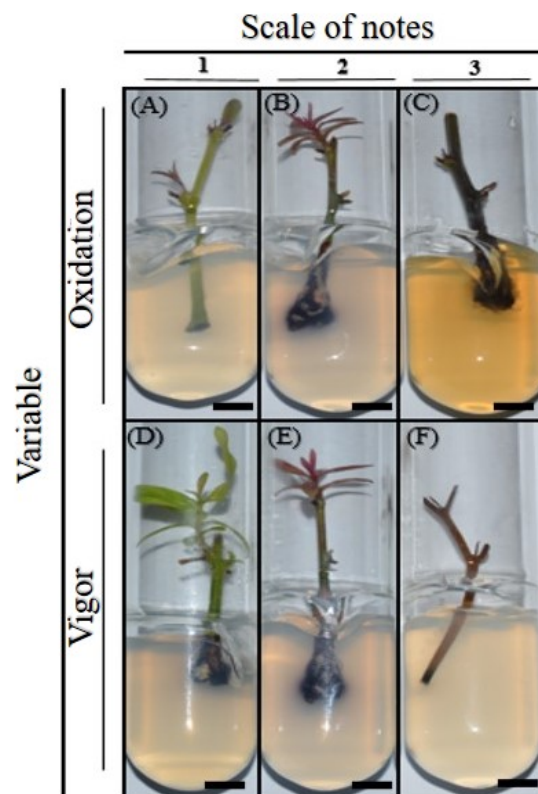 Scale of notes
1 2 3
Variable
Oxidation
(A) (B) (C)
Vigor
(D) (E) (F)